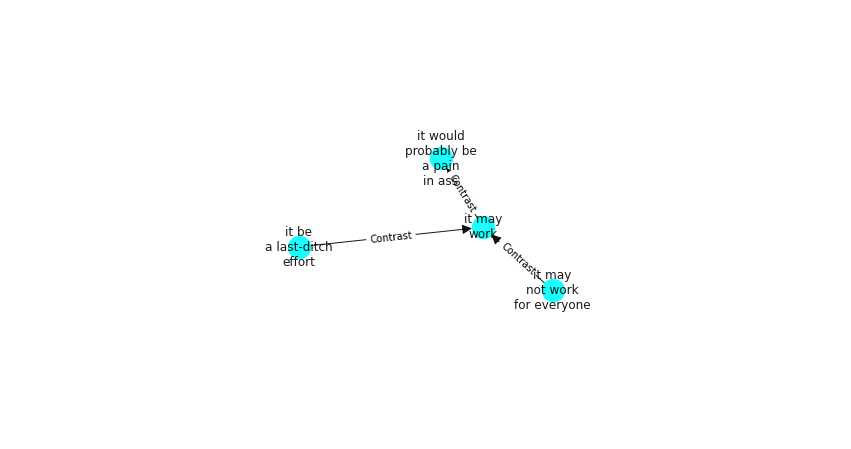 it would
probably be
a pain
in ass
Contrast
it may
work
it be
a last-ditch
effort
Contrast
Contrast
it may
not work
for everyone